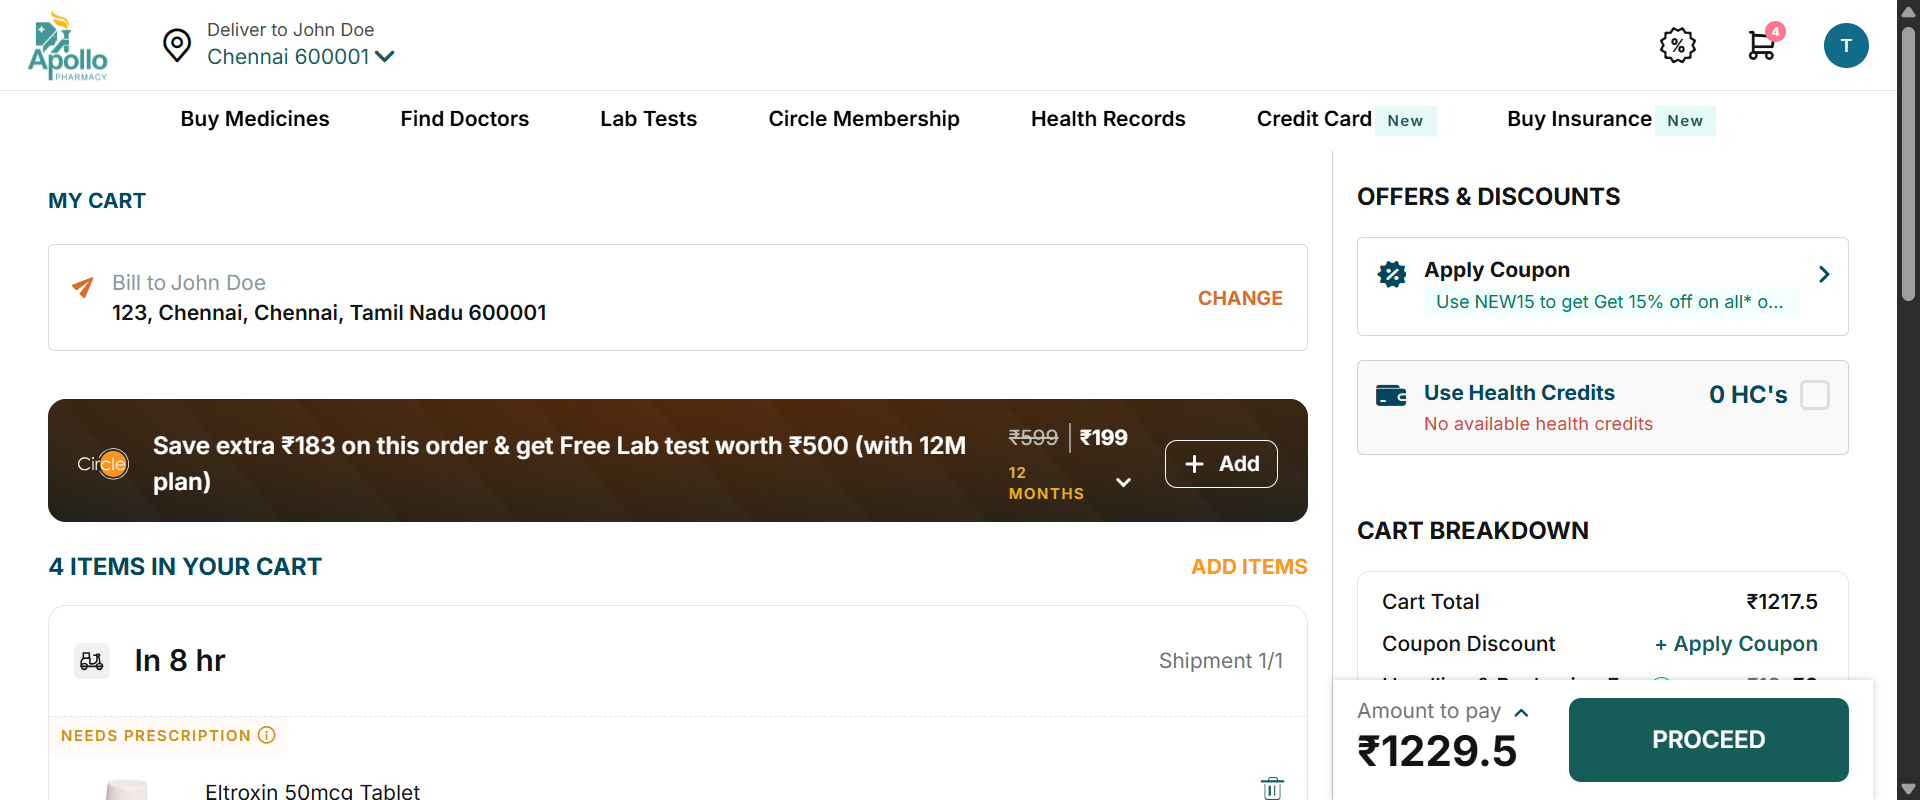 Apollo
PHARMACY
Deliver to John Doe
Chennai 600001
4
T
Buy Medicines
Find Doctors
Lab Tests
Circle Membership
Health Records
Credit Card New
Buy Insurance New
MY CART
Bill to John Doe
123, Chennai, Chennai, Tamil Nadu 600001
CHANGE
Circle
Save extra ₹183 on this order & get Free Lab test worth ₹500 (with 12M
plan)
₹599 ₹199
12
MONTHS
+ Add
4 ITEMS IN YOUR CART
ADD ITEMS
In 8 hr
Shipment 1/1
NEEDS PRESCRIPTION
Eltroxin 50mcg Tablet
OFFERS & DISCOUNTS
Apply Coupon
Use NEW15 to get Get 15% off on all* o...
Use Health Credits
0 HC's
No available health credits
CART BREAKDOWN
Cart Total ₹1217.5
Coupon Discount + Apply Coupon
Amount to pay
₹1229.5
PROCEED